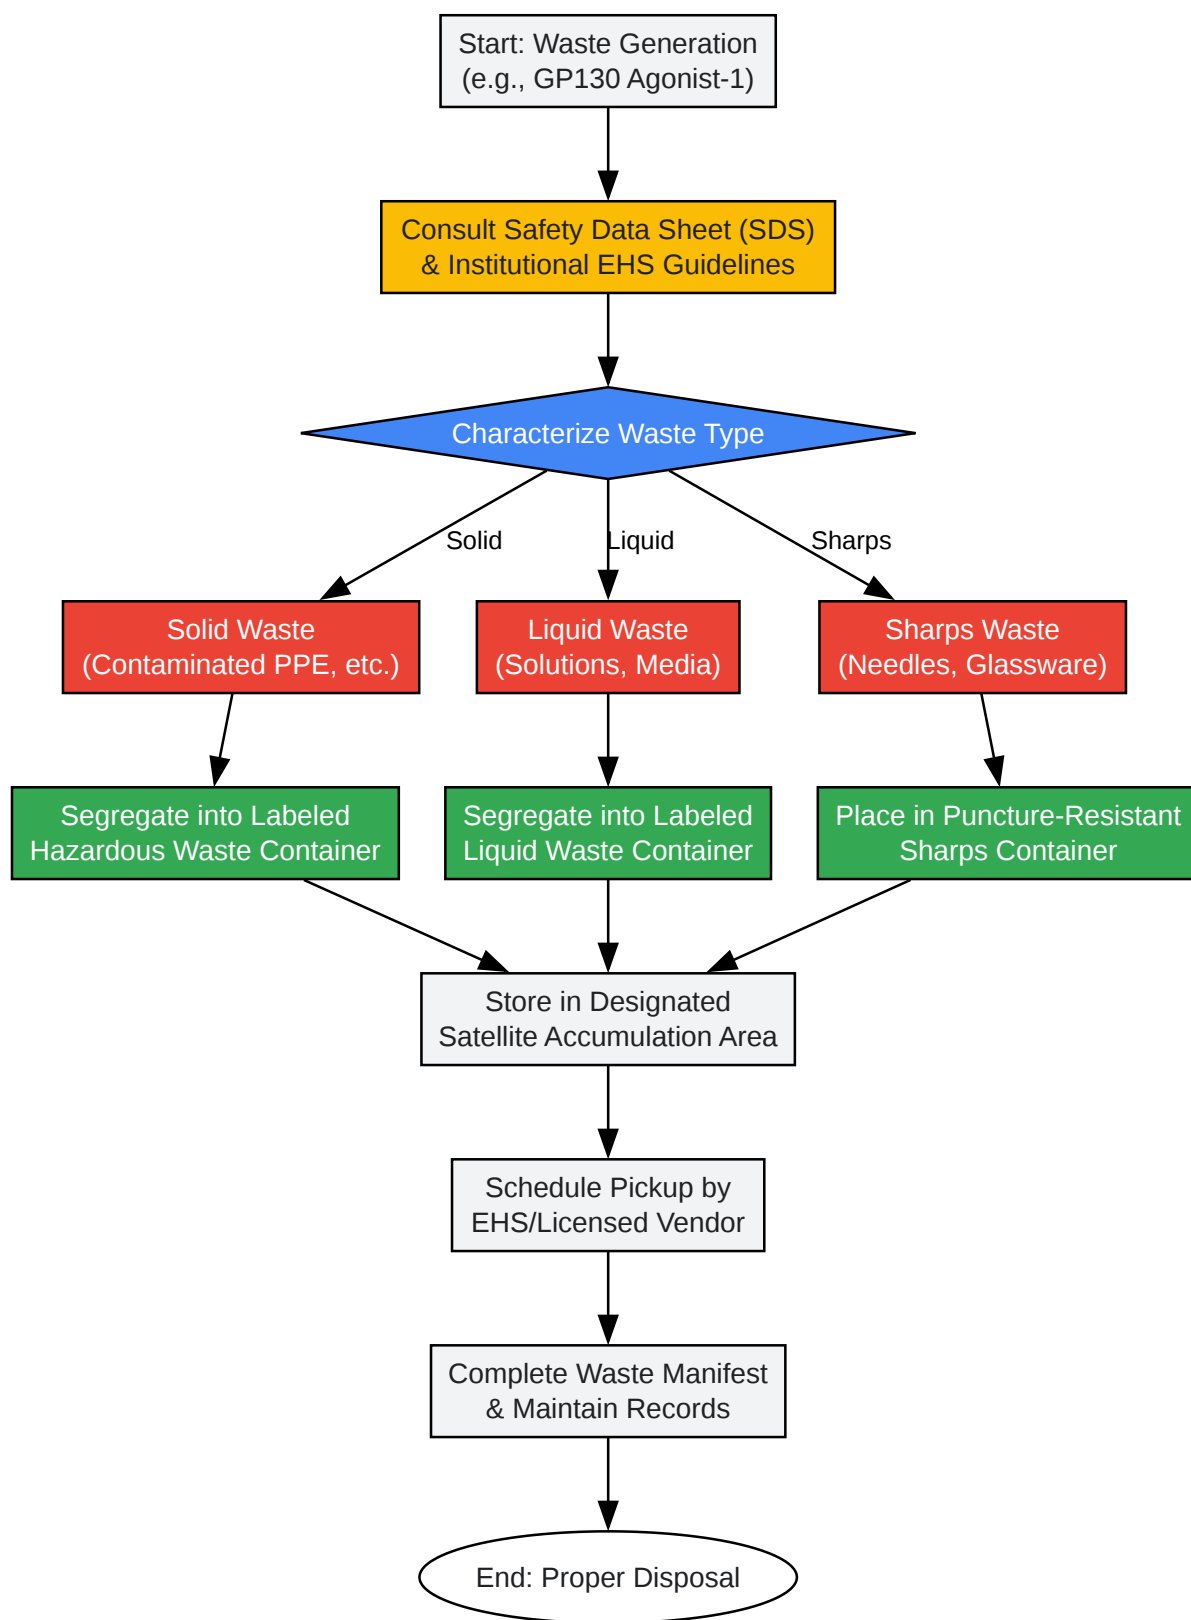 Start: Waste Generation
(e.g., GP130 Agonist-1)
Consult Safety Data Sheet (SDS)
& Institutional EHS Guidelines
Characterize Waste Type
Solid
Liquid
Sharps
Solid Waste
(Contaminated PPE, etc.)
Liquid Waste
(Solutions, Media)
Sharps Waste
(Needles, Glassware)
Segregate into Labeled
Hazardous Waste Container
Segregate into Labeled
Liquid Waste Container
Place in Puncture-Resistant
Sharps Container
Store in Designated
Satellite Accumulation Area
Schedule Pickup by
EHS/Licensed Vendor
Complete Waste Manifest
& Maintain Records
End: Proper Disposal